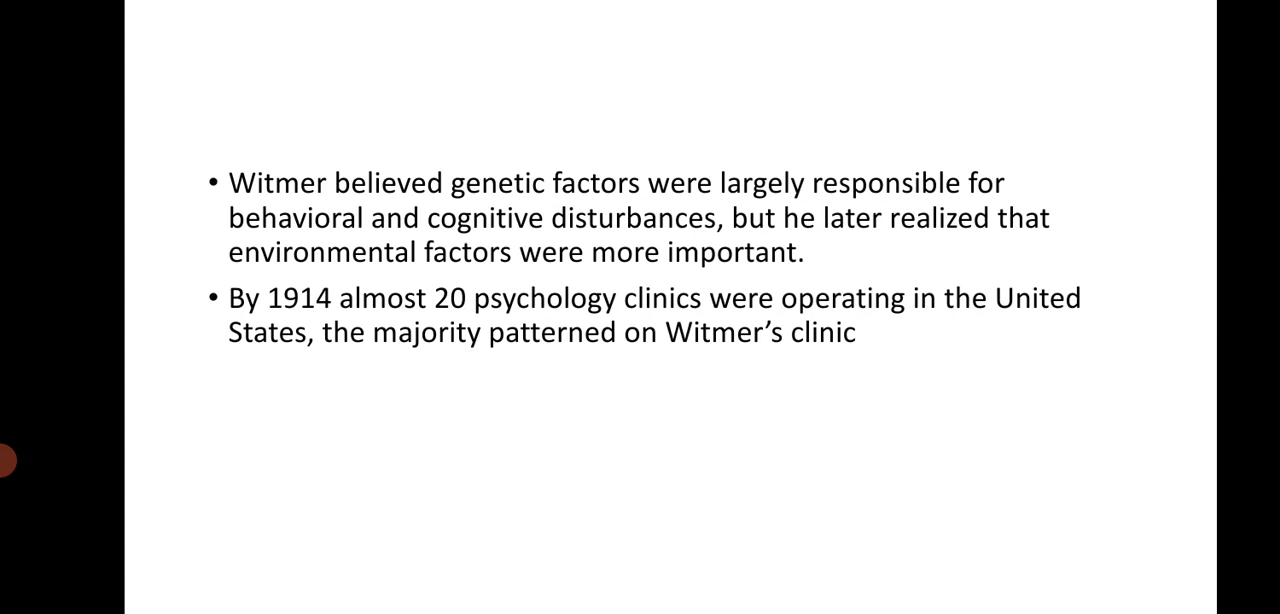 • Witmer believed genetic factors were largely responsible for
behavioral and cognitive disturbances, but he later realized that
environmental factors were more important.
• By 1914 almost 20 psychology clinics were operating in the United
States, the majority patterned on Witmer’s clinic